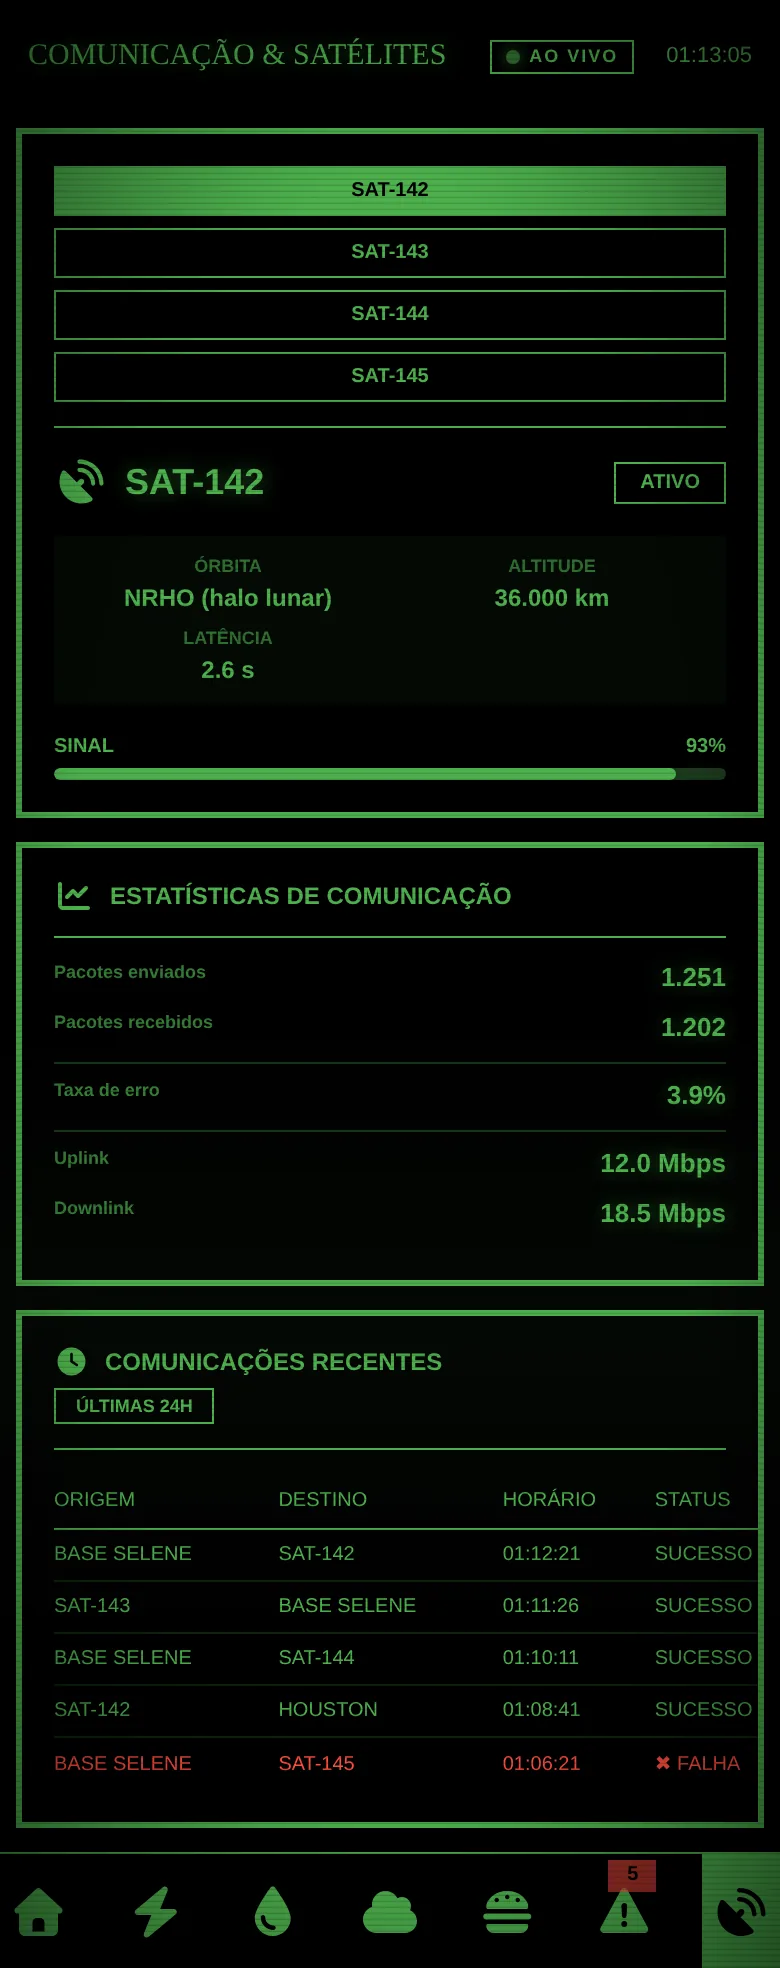 COMUNICAÇÃO & SATÉLITES
AO VIVO
01:13:05
SAT-142
SAT-143
SAT-144
SAT-145
SAT-142
ATIVO
ÓRBITA ALTITUDE
NRHO (halo lunar) 36.000 km
LATÊNCIA
2.6 s
SINAL 93%
ESTATÍSTICAS DE COMUNICAÇÃO
Pacotes enviados 1.251
Pacotes recebidos 1.202
Taxa de erro 3.9%
Uplink 12.0 Mbps
Downlink 18.5 Mbps
COMUNICAÇÕES RECENTES
ÚLTIMAS 24H
ORIGEM DESTINO HORÁRIO STATUS
BASE SELENE SAT-142 01:12:21 SUCESSO
SAT-143 BASE SELENE 01:11:26 SUCESSO
BASE SELENE SAT-144 01:10:11 SUCESSO
SAT-142 HOUSTON 01:08:41 SUCESSO
BASE SELENE SAT-145 01:06:21 ✖ FALHA
5